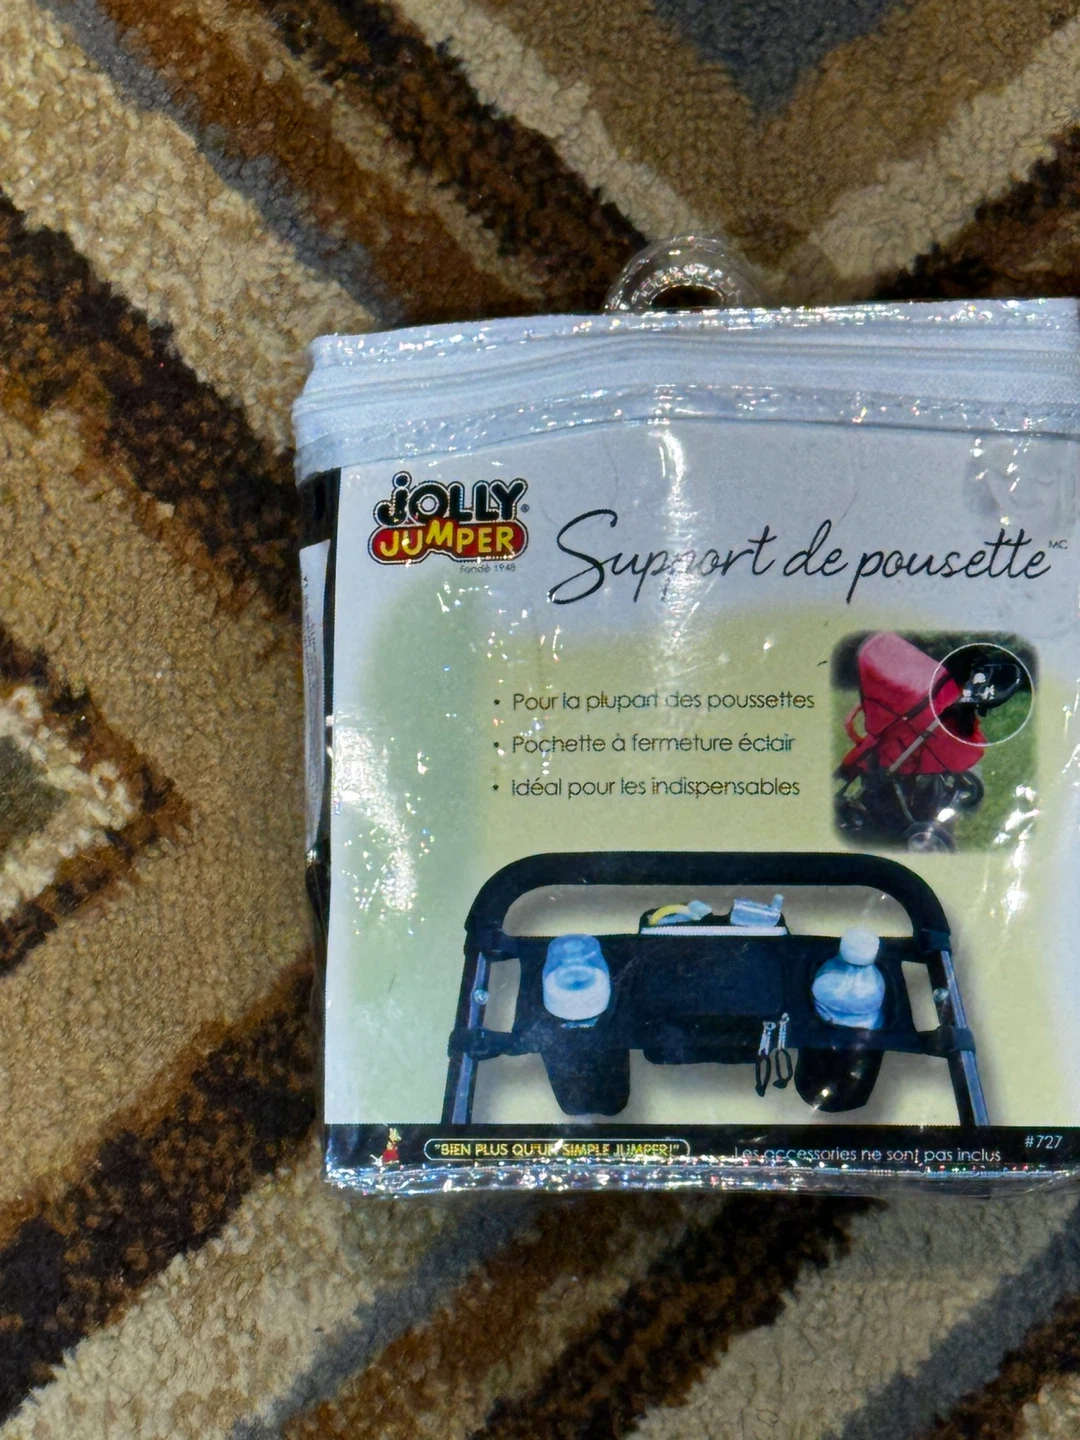 JOLLY®
JUMPER
fondé 1948
Support de pousette MC
• Pour la plupart des poussettes
• Pochette à fermeture éclair
• Idéal pour les indispensables
#727
"BIEN PLUS QU'UN SIMPLE JUMPER!"
Les accessories ne sont pas inclus